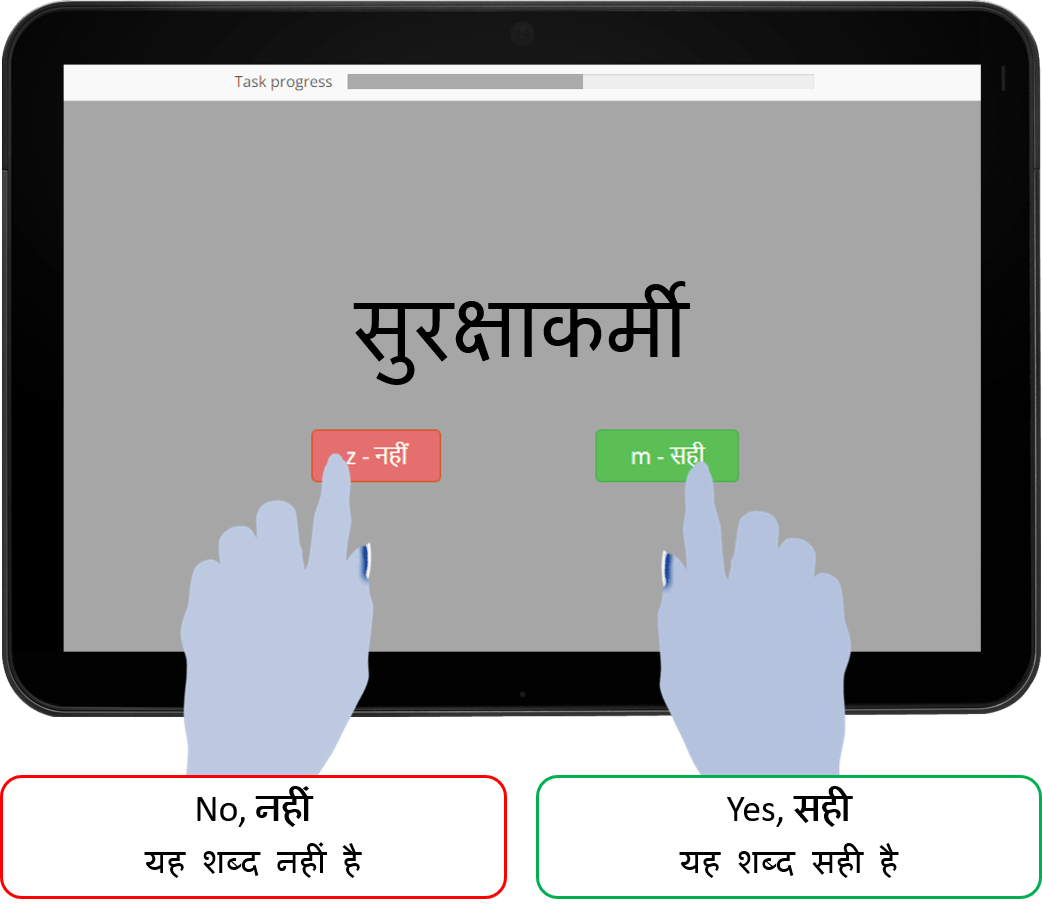 Task progress
सुरक्षाकर्मी
z - नहीं
m - सही
No, नहीं
यह शब्द नहीं है
Yes, सही
यह शब्द सही है